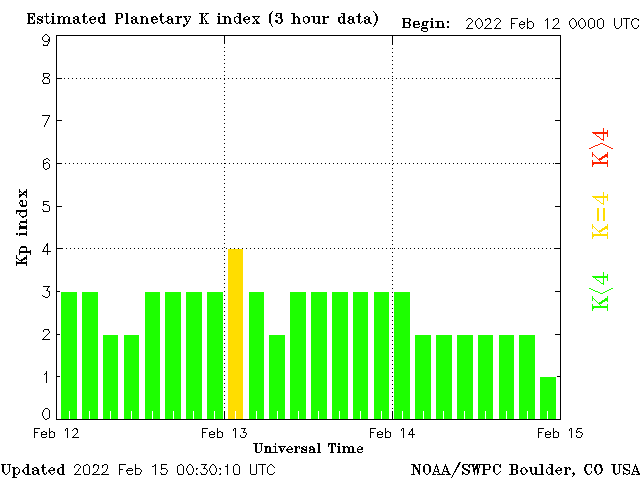 Estimated Planetary K index (3 hour data)
Begin: 2022 Feb 12 0000 UTC
9
8
7
6
5
4
3
2
1
0
Kp index
K>4
K=4
K<4
Feb 12 Feb 13 Feb 14 Feb 15
Universal Time
Updated 2022 Feb 15 00:30:10 UTC
NOAA/SWPC Boulder, CO USA